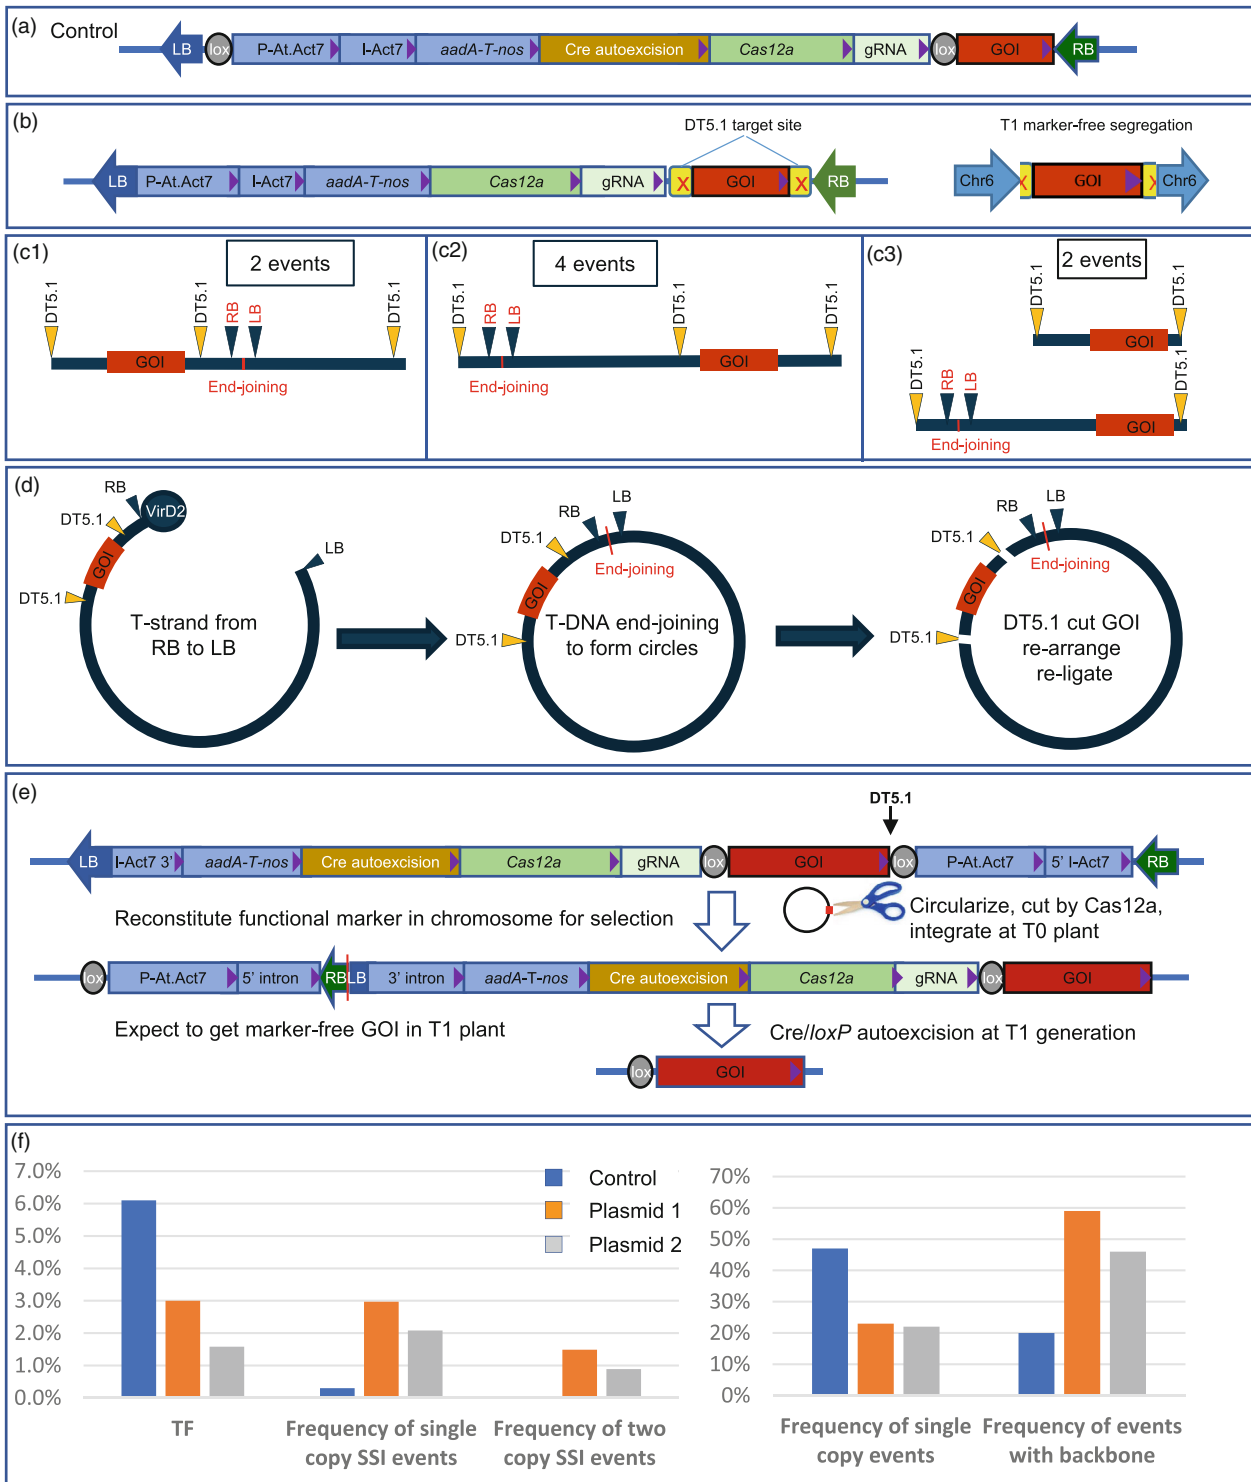 (a) Control
LB lox P-At.Act7 I-Act7 aadA-T-nos Cre autoexcision Cas12a gRNA lox GOI RB
(b)
DT5.1 target site
T1 marker-free segregation
LB P-At.Act7 I-Act7 aadA-T-nos Cas12a gRNA X GOI X RB
Chr6 X GOI X Chr6
(c1)
2 events
DT5.1 DT5.1 RB LB DT5.1
GOI
End-joining
(c2)
4 events
DT5.1 RB LB DT5.1 DT5.1
GOI
End-joining
(c3)
2 events
DT5.1 DT5.1
GOI
DT5.1 RB LB DT5.1
GOI
End-joining
(d)
RB
VirD2
DT5.1
LB
GOI
DT5.1
T-strand from
RB to LB
LB
RB
DT5.1
End-joining
GOI
DT5.1
T-DNA end-joining
to form circles
LB
RB
DT5.1
End-joining
GOI
DT5.1
DT5.1 cut GOI
re-arrange
re-ligate
(e)
DT5.1
LB I-Act7 3' aadA-T-nos Cre autoexcision Cas12a gRNA lox GOI lox P-At.Act7 5' I-Act7 RB
Reconstitute functional marker in chromosome for selection
Circularize, cut by Cas12a,
integrate at T0 plant
lox P-At.Act7 5' intron RB LB 3' intron aadA-T-nos Cre autoexcision Cas12a gRNA lox GOI
Expect to get marker-free GOI in T1 plant
Cre/loxP autoexcision at T1 generation
lox GOI
(f)
7.0%
6.0%
5.0%
4.0%
3.0%
2.0%
1.0%
0.0%
Control
Plasmid 1
Plasmid 2
TF
Frequency of single
copy SSI events
Frequency of two
copy SSI events
70%
60%
50%
40%
30%
20%
10%
0%
Frequency of single
copy events
Frequency of events
with backbone